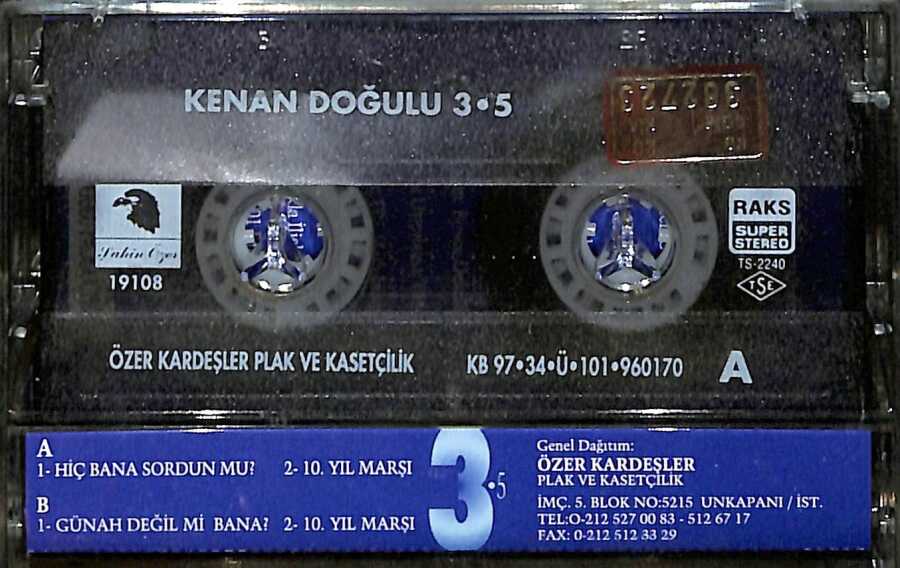 KENAN DOĞULU 3•5
382723
Şahin Özer
19108
RAKS
SUPER
STEREO
TS-2240
TSE
ÖZER KARDEŞLER PLAK VE KASETÇİLİK
KB 97•34•Ü•101•960170
A
A
1- HİÇ BANA SORDUN MU? 2- 10. YIL MARŞI
B
1- GÜNAH DEĞİL Mİ BANA? 2- 10. YIL MARŞI
3•5
Genel Dağıtım:
ÖZER KARDEŞLER
PLAK VE KASETÇİLİK
İMÇ. 5. BLOK NO:5215 UNKAPANI / İST.
TEL:O-212 527 00 83 - 512 67 17
FAX: 0-212 512 33 29